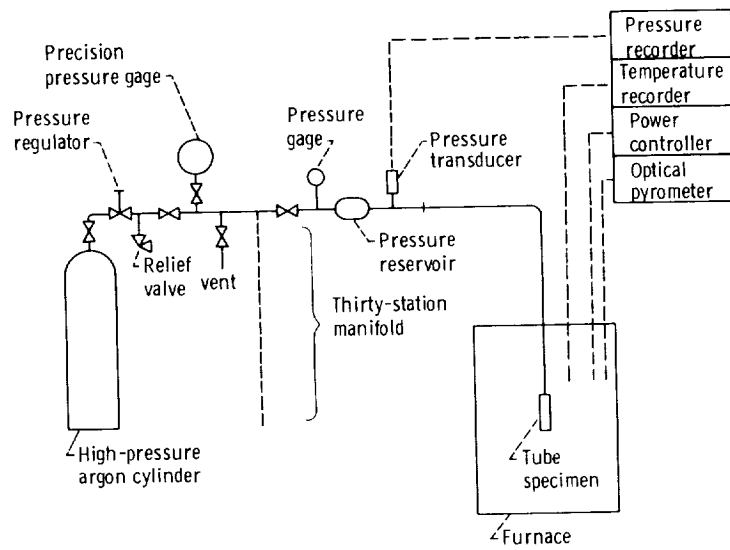 Precision
pressure gage
Pressure
regulator
Pressure
gage
Pressure
transducer
Pressure
recorder
Temperature
recorder
Power
controller
Optical
pyrometer
Relief
valve
vent
Pressure
reservoir
Thirty-station
manifold
High-pressure
argon cylinder
Tube
specimen
Furnace